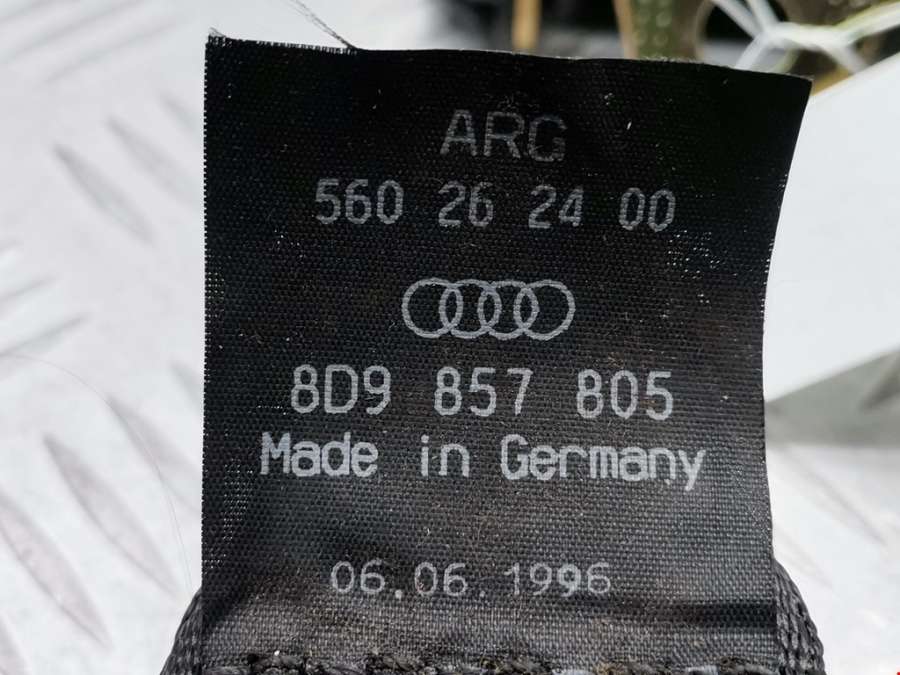 ARG
560 26 24 00
8D9 857 805
Made in Germany
06.06.1996